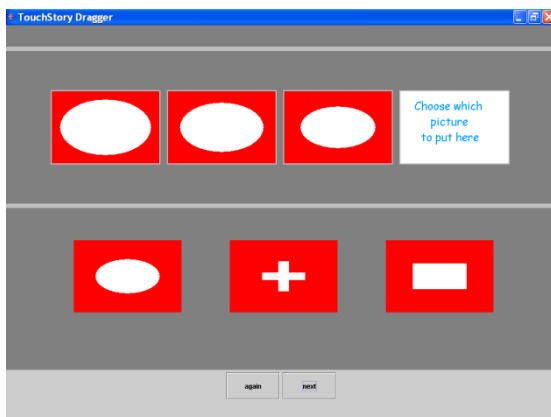 TouchStory Dragger
Choose which
picture
to put here
again
next